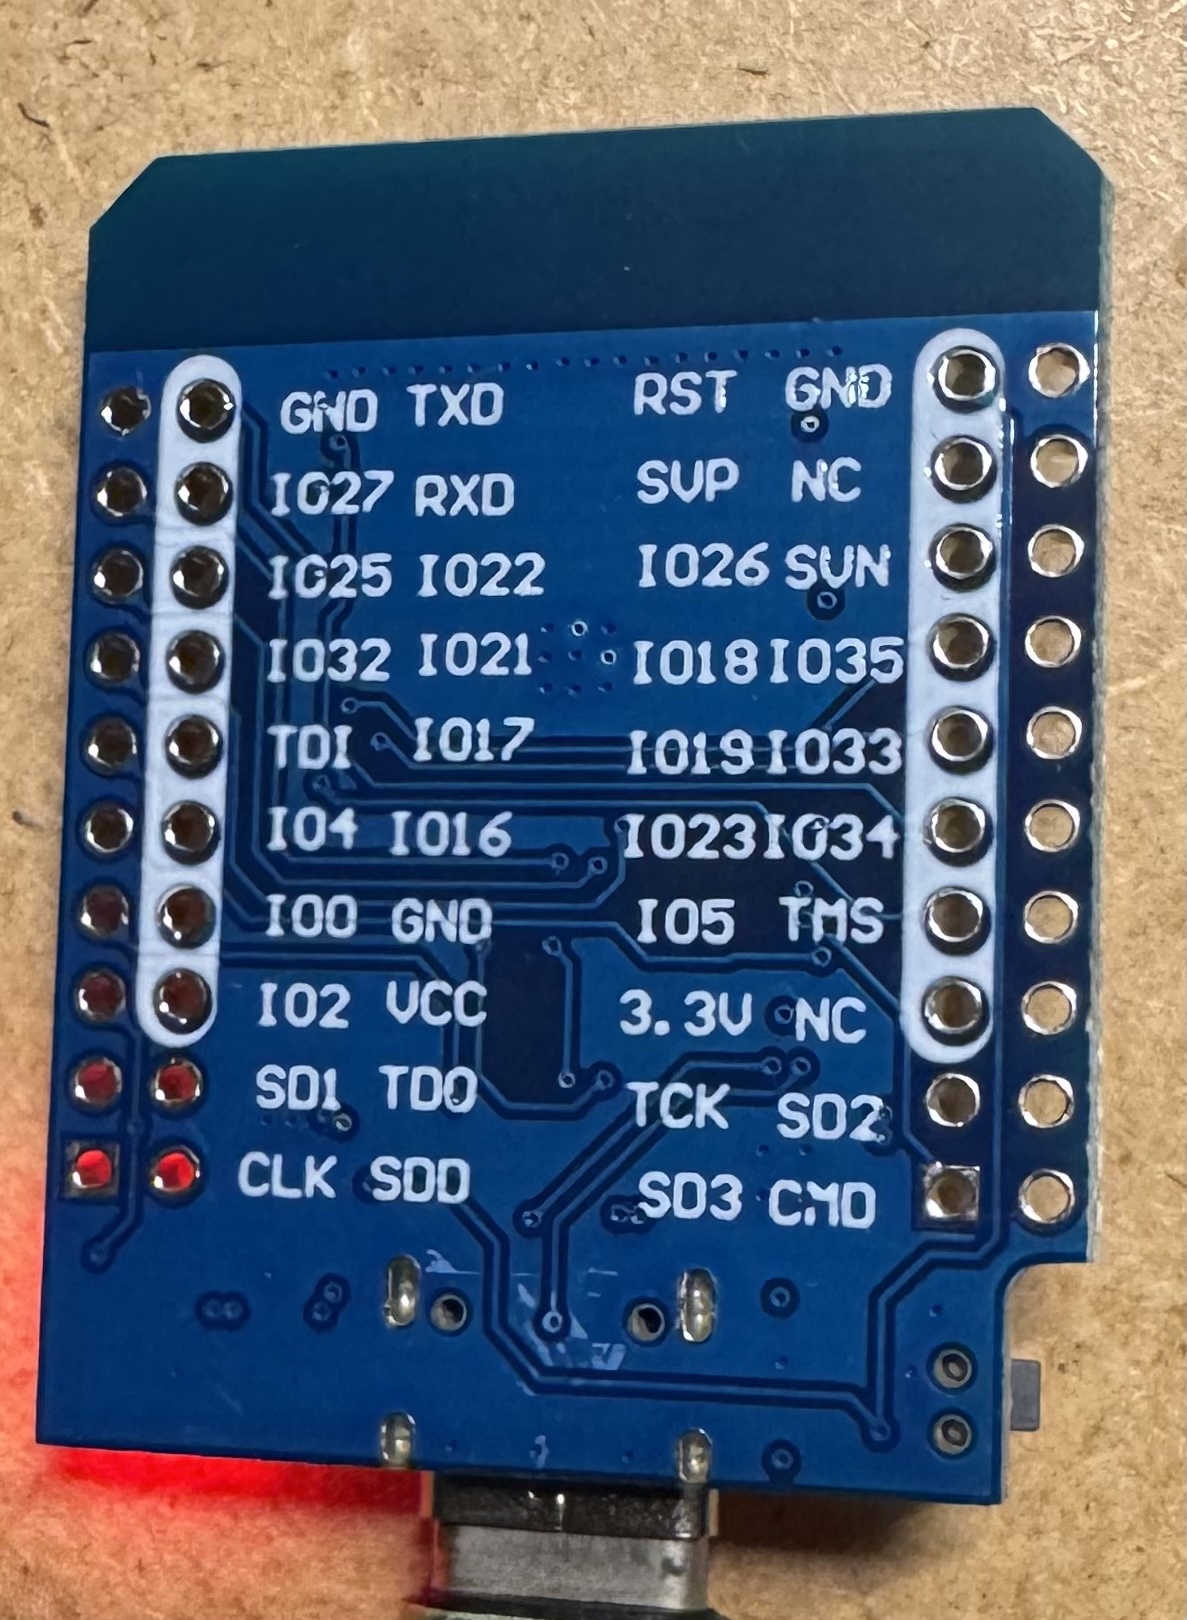 GND TXD RST GND
IO27 RXD SVP NC
IO25 IO22 IO26 SVN
IO32 IO21 IO18 IO35
TDI IO17 IO19 IO33
IO4 IO16 IO23 IO34
IO0 GND IO5 TMS
IO2 VCC 3.3V NC
SD1 TDO TCK SD2
CLK SDD SD3 CMD